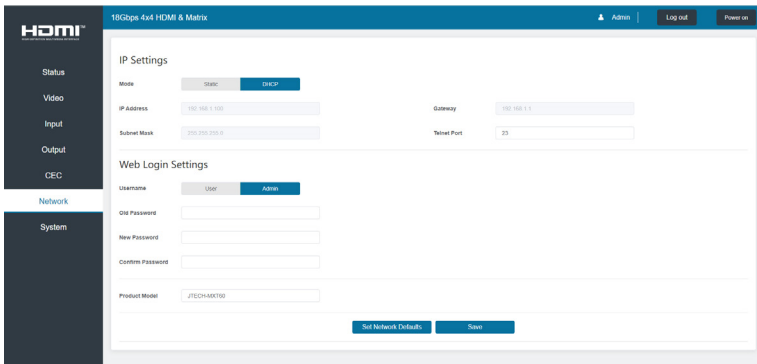 HDMI™
18Gbps 4x4 HDMI & Matrix
Admin
Log out
Power on
Status
Video
Input
Output
CEC
Network
System
IP Settings
Mode
Static
DHCP
IP Address
192.168.1.100
Gateway
192.168.1.1
Subnet Mask
255.255.255.0
Telnet Port
23
Web Login Settings
Username
User
Admin
Old Password
New Password
Confirm Password
Product Model
JTECH-MXT60
Set Network Defaults
Save